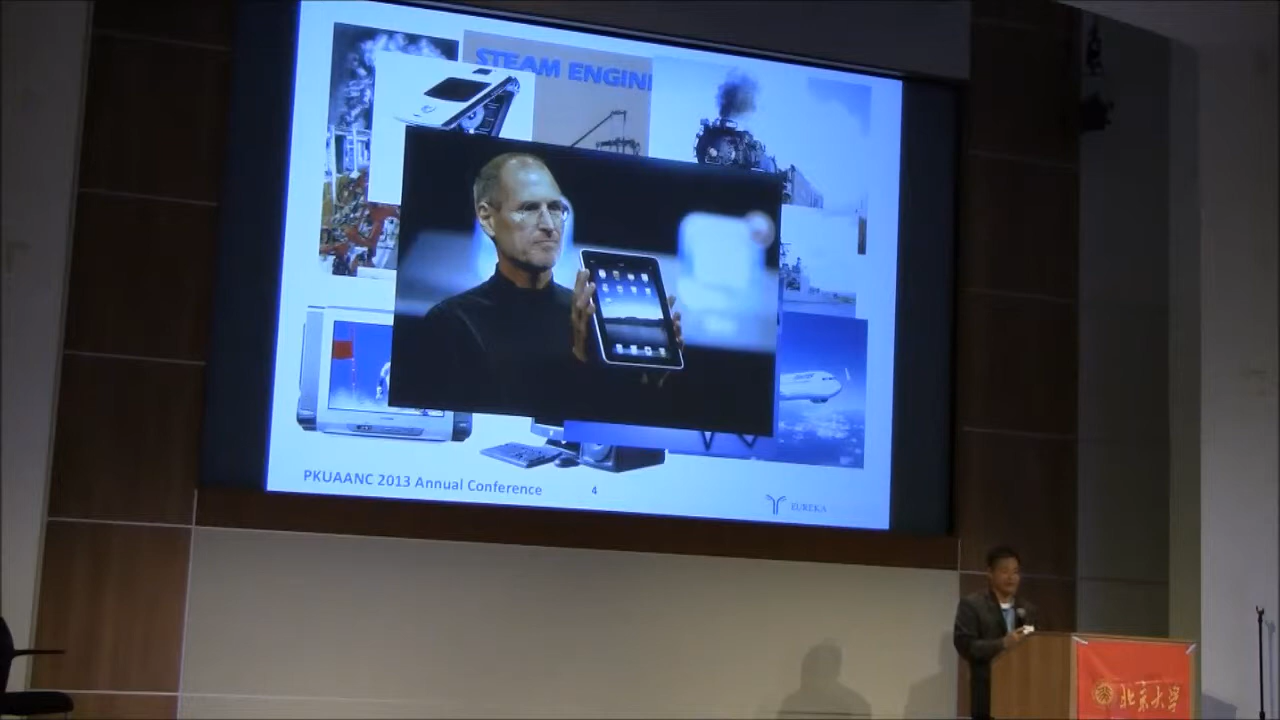 STEAM ENGINE
PKUAANC 2013 Annual Conference
4
EUREKA
北京大学